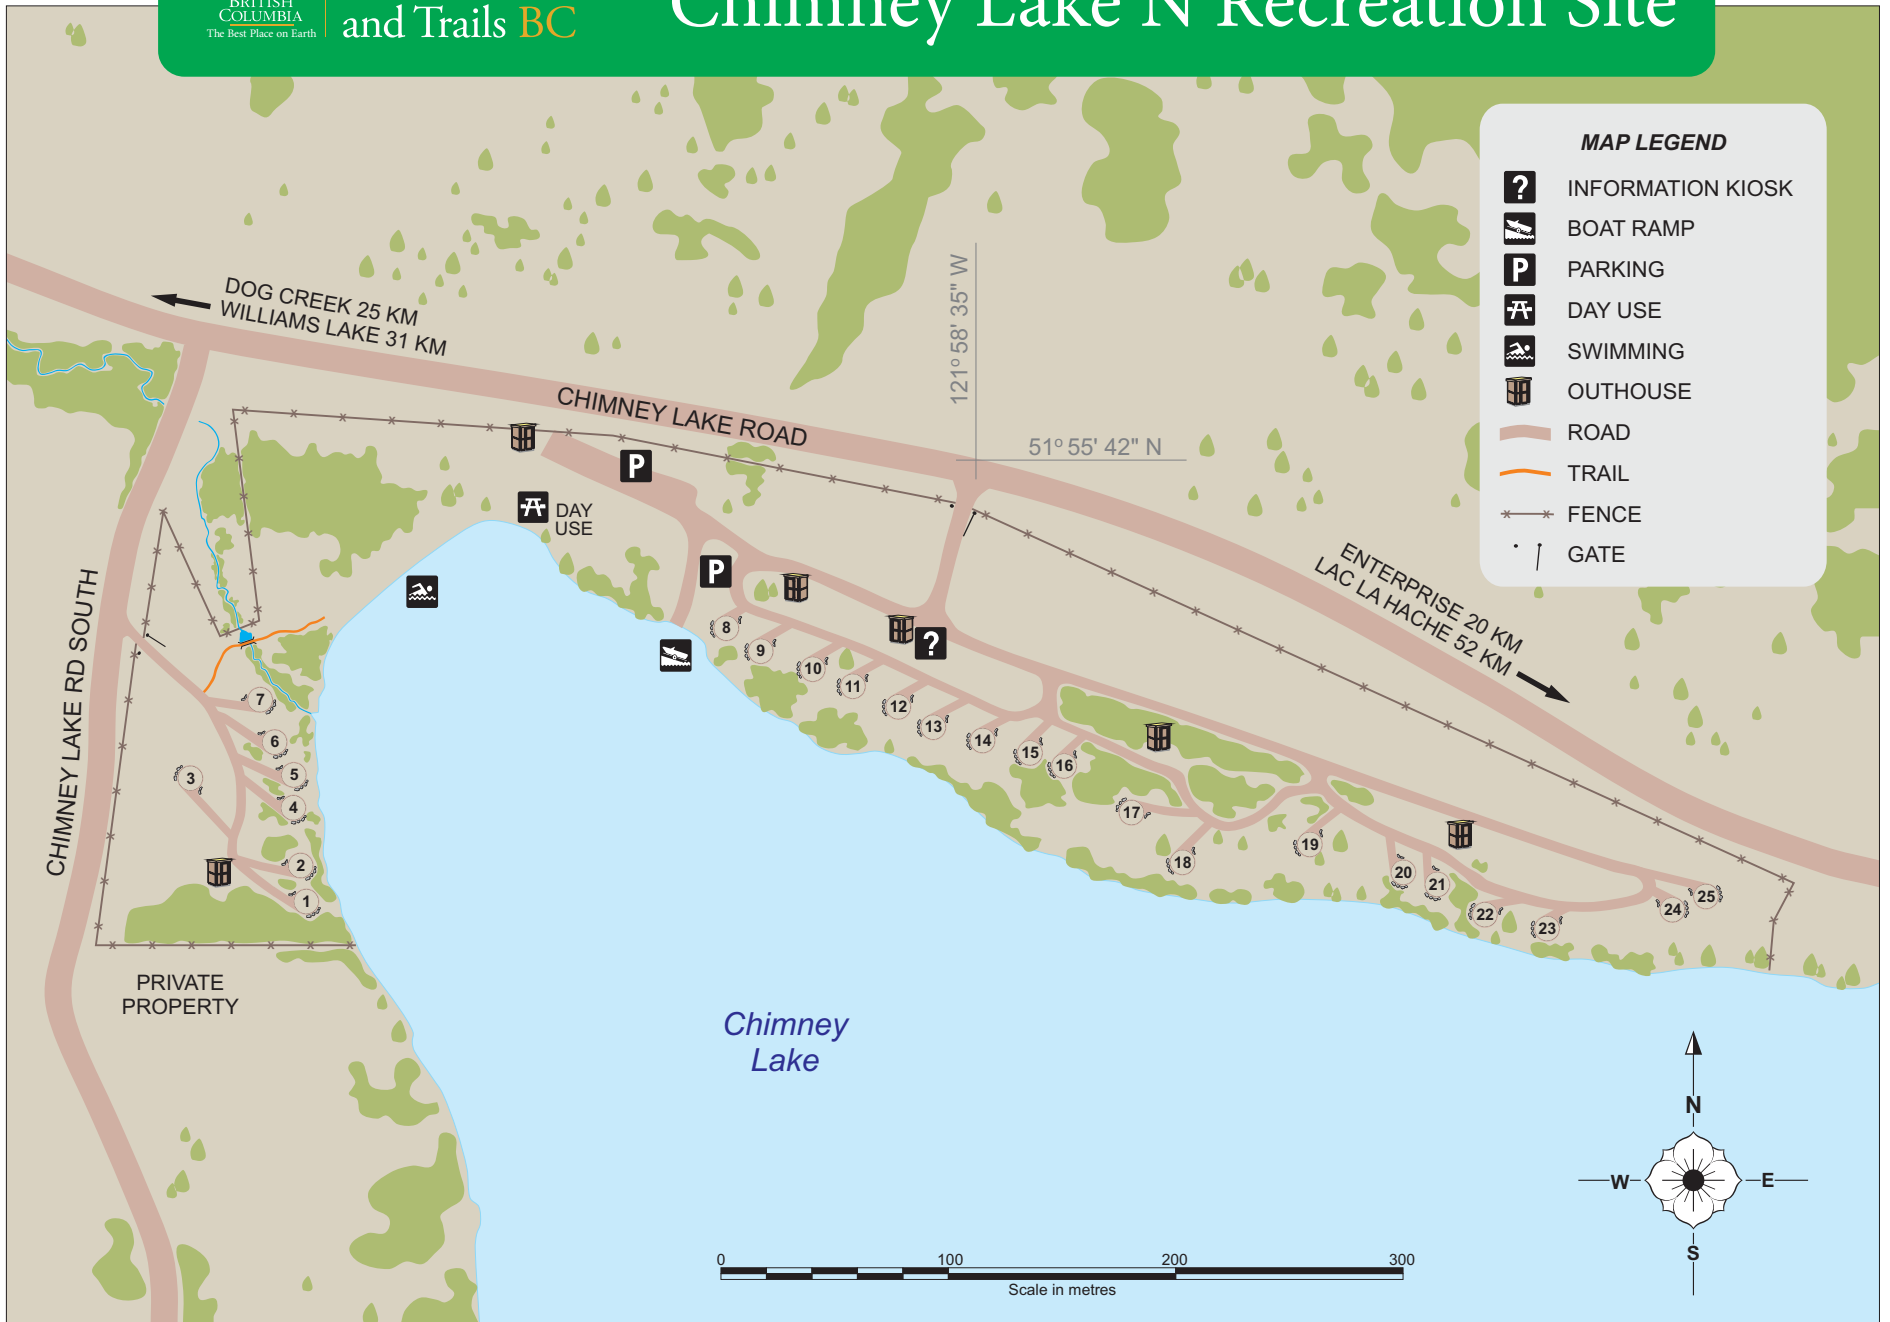 BRITISH
COLUMBIA
The Best Place on Earth
and Trails BC
Chimney Lake N Recreation Site
MAP LEGEND
? INFORMATION KIOSK
BOAT RAMP
P PARKING
DAY USE
SWIMMING
OUTHOUSE
ROAD
TRAIL
FENCE
GATE
DOG CREEK 25 KM
WILLIAMS LAKE 31 KM
CHIMNEY LAKE ROAD
121° 58' 35" W
51° 55' 42" N
ENTERPRISE 20 KM
LAC LA HACHE 52 KM
CHIMNEY LAKE RD SOUTH
P
DAY
USE
P
?
8
9
10
11
12
13
14
15
16
17
18
19
20
21
22
23
24
25
7
6
5
4
3
2
1
PRIVATE
PROPERTY
Chimney
Lake
N
W
E
S
0 100 200 300
Scale in metres